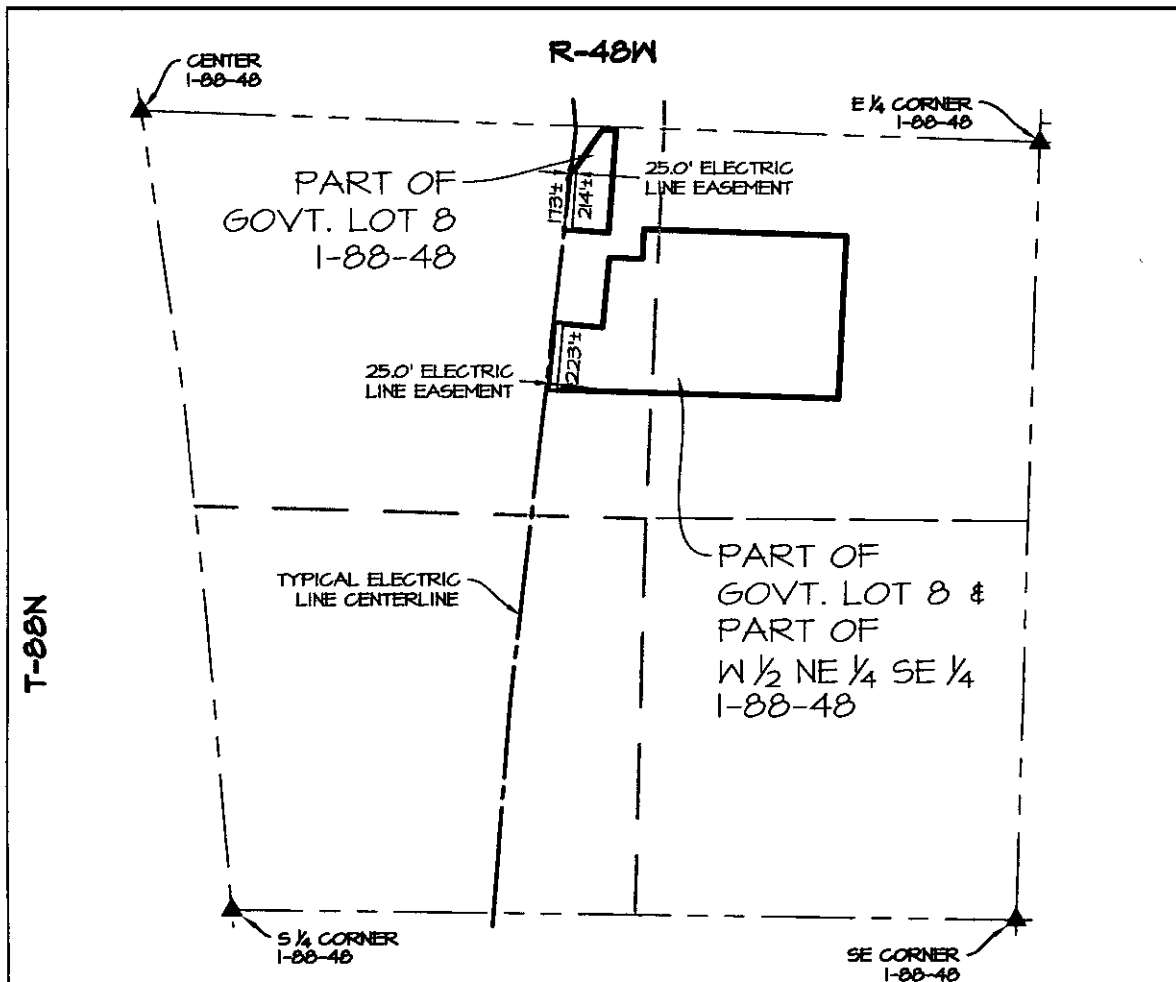 R-48W
CENTER
1-88-48
E 1/4 CORNER
1-88-48
PART OF
GOVT. LOT 8
1-88-48
25.0' ELECTRIC
LINE EASEMENT
173'±
214'±
223'±
25.0' ELECTRIC
LINE EASEMENT
TYPICAL ELECTRIC
LINE CENTERLINE
PART OF
GOVT. LOT 8 &
PART OF
W 1/2 NE 1/4 SE 1/4
1-88-48
T-88N
S 1/4 CORNER
1-88-48
SE CORNER
1-88-48